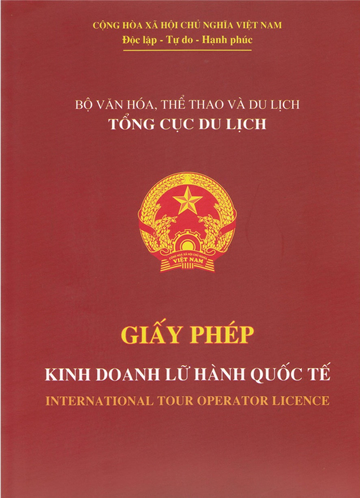 CỘNG HÒA XÃ HỘI CHỦ NGHĨA VIỆT NAM
Độc lập - Tự do - Hạnh phúc
BỘ VĂN HÓA, THỂ THAO VÀ DU LỊCH
TỔNG CỤC DU LỊCH
VIỆT NAM
GIẤY PHÉP
KINH DOANH LỮ HÀNH QUỐC TẾ
INTERNATIONAL TOUR OPERATOR LICENCE